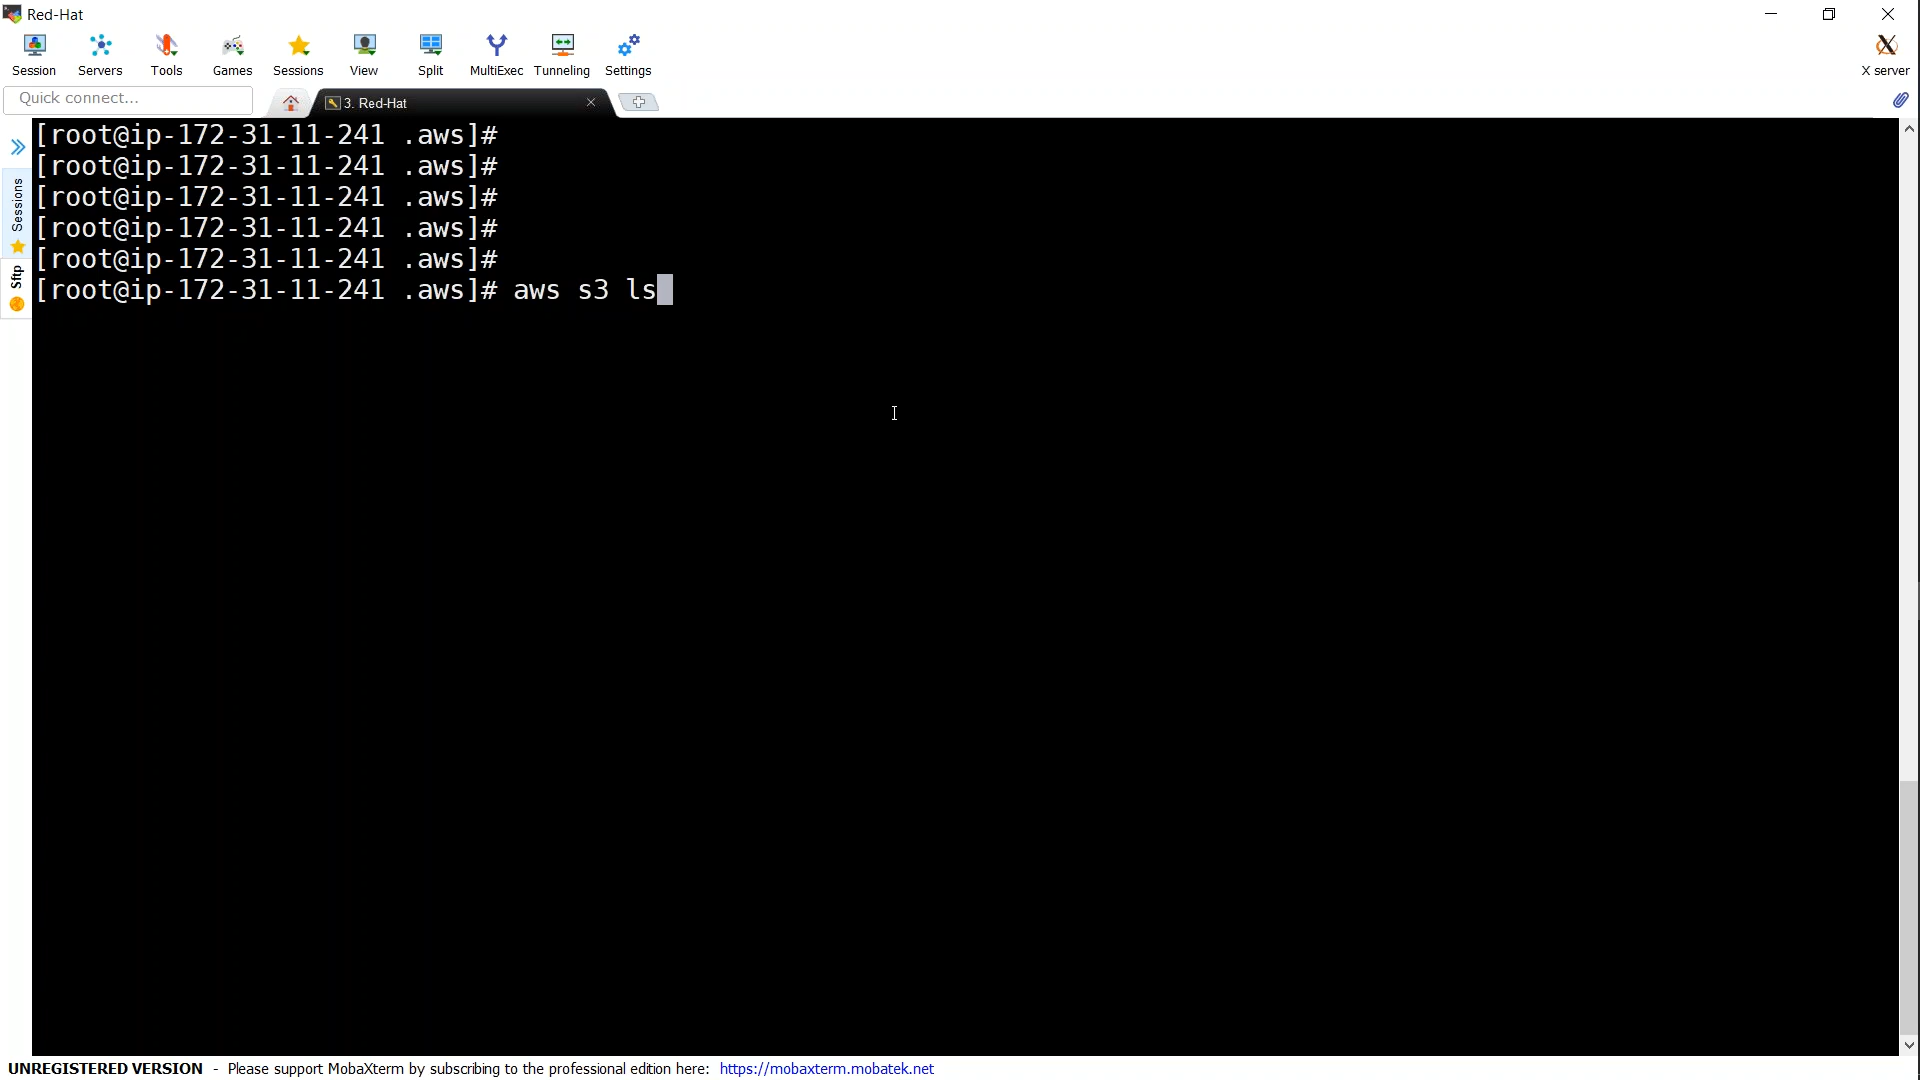 Red-Hat
Session Servers Tools Games Sessions View Split MultiExec Tunneling Settings X server
Quick connect...
3. Red-Hat
Sessions
Sftp
[root@ip-172-31-11-241 .aws]#
[root@ip-172-31-11-241 .aws]#
[root@ip-172-31-11-241 .aws]#
[root@ip-172-31-11-241 .aws]#
[root@ip-172-31-11-241 .aws]#
[root@ip-172-31-11-241 .aws]# aws s3 ls
UNREGISTERED VERSION - Please support MobaXterm by subscribing to the professional edition here: https://mobaxterm.mobatek.net